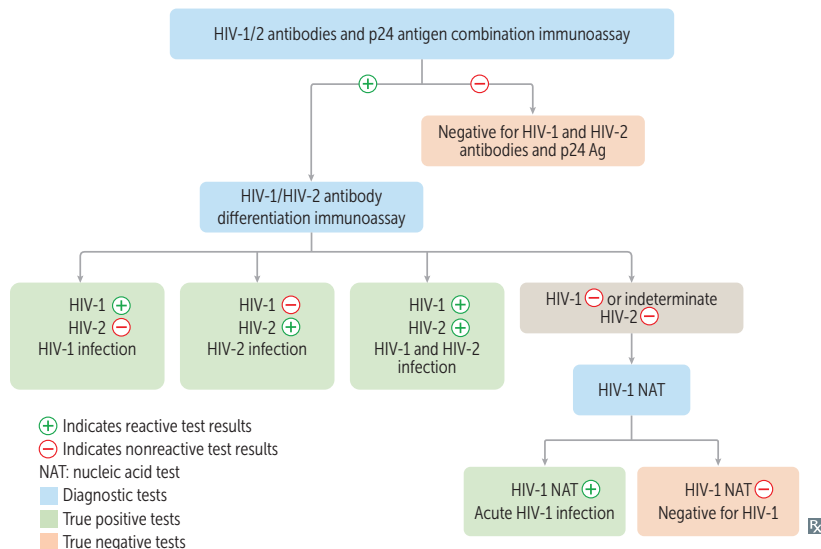 HIV-1/2 antibodies and p24 antigen combination immunoassay
+
−
Negative for HIV-1 and HIV-2
antibodies and p24 Ag
HIV-1/HIV-2 antibody
differentiation immunoassay
HIV-1 +
HIV-2 −
HIV-1 infection
HIV-1 −
HIV-2 +
HIV-2 infection
HIV-1 +
HIV-2 +
HIV-1 and HIV-2
infection
HIV-1 − or indeterminate
HIV-2 −
HIV-1 NAT
HIV-1 NAT +
Acute HIV-1 infection
HIV-1 NAT −
Negative for HIV-1
+ Indicates reactive test results
− Indicates nonreactive test results
NAT: nucleic acid test
Diagnostic tests
True positive tests
True negative tests
℞